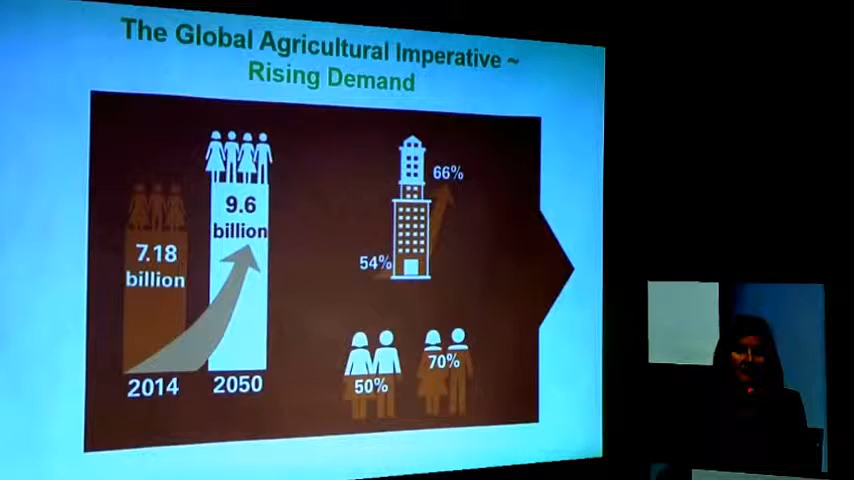 The Global Agricultural Imperative ~
Rising Demand
7.18
billion
2014
9.6
billion
2050
66%
54%
50%
70%